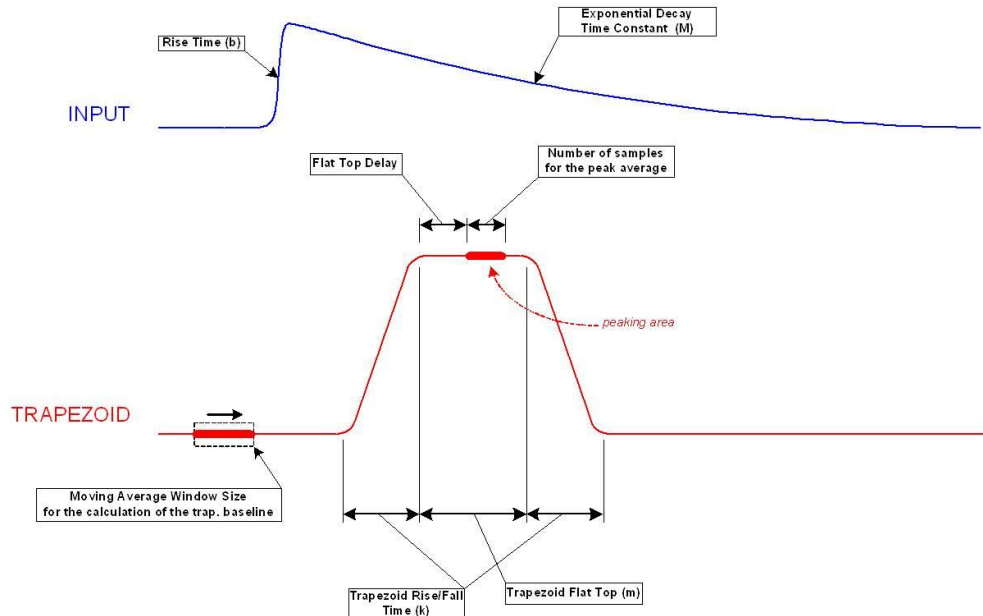 Exponential Decay
Time Constant (M)
Rise Time (b)
INPUT
Flat Top Delay
Number of samples
for the peak average
peaking area
TRAPEZOID
Moving Average Window Size
for the calculation of the trap. baseline
Trapezoid Rise/Fall
Time (k)
Trapezoid Flat Top (m)